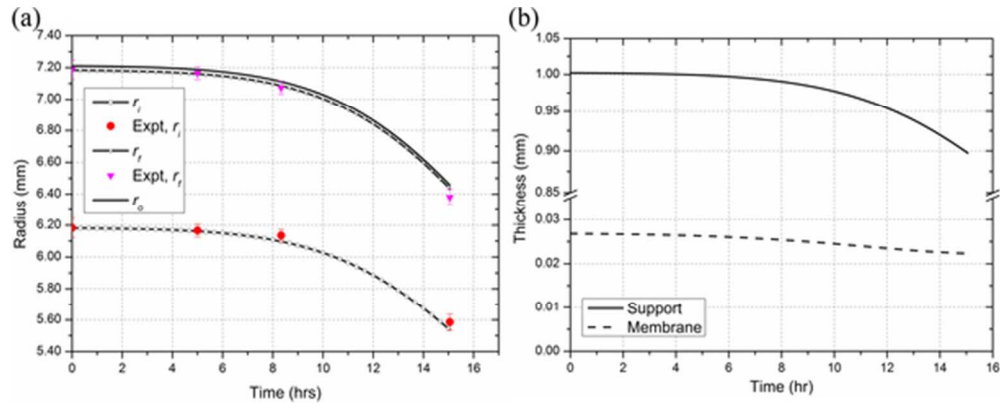 (a)
7.40
7.20
7.00
6.80
6.60
6.40
6.20
6.00
5.80
5.60
5.40
Radius (mm)
r_i
Expt, r_i
r_f
Expt, r_f
r_o
0 2 4 6 8 10 12 14 16
Time (hrs)
(b)
1.05
1.00
0.95
0.90
0.85
0.03
0.02
0.01
0.00
Thickness (mm)
Support
Membrane
0 2 4 6 8 10 12 14 16
Time (hr)